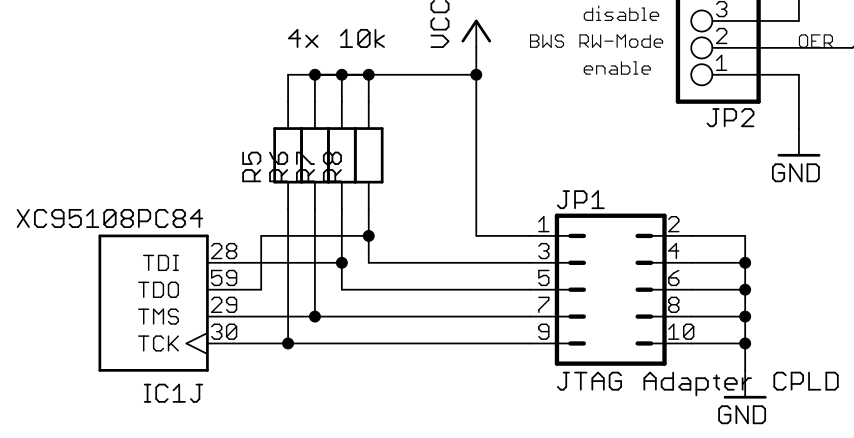 VCC
4x 10k
disable
BWS RW-Mode
enable
3
2
1
OER
JP2
GND
R5
R6
R7
R8
XC95108PC84
TDI 28
TDO 59
TMS 29
TCK 30
IC1J
JP1
1 2
3 4
5 6
7 8
9 10
JTAG Adapter CPLD
GND